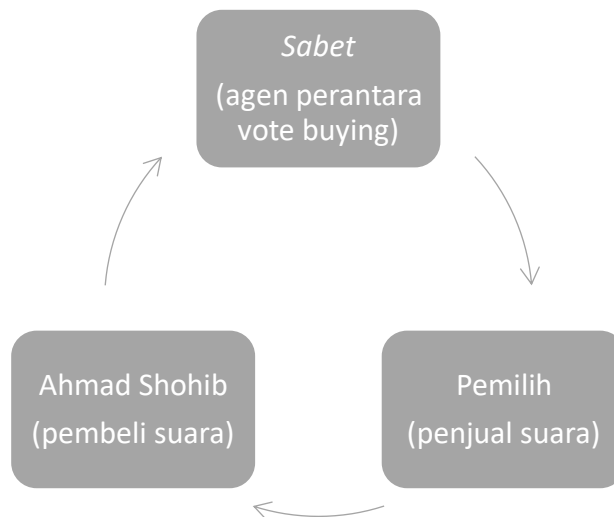 Sabet
(agen perantara
vote buying)
Ahmad Shohib
(pembeli suara)
Pemilih
(penjual suara)